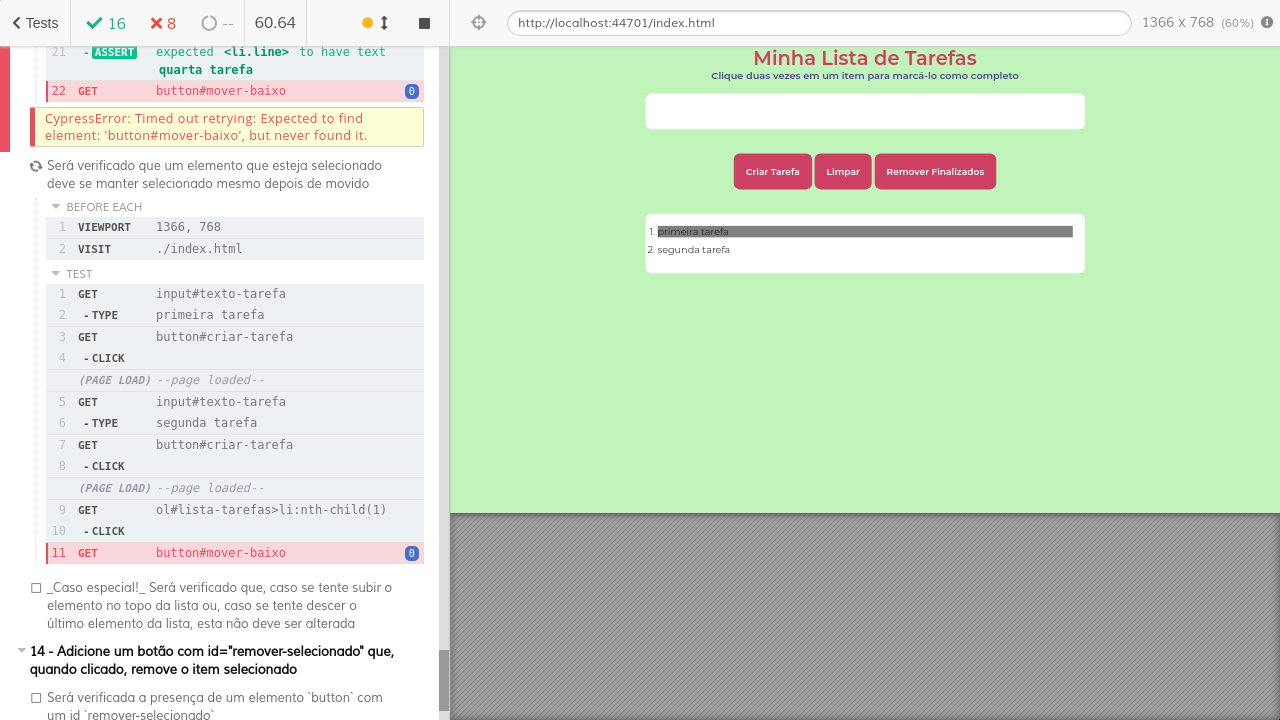 Tests
16
8
--
60.64
http://localhost:44701/index.html
1366 x 768 (60%)
21 - ASSERT expected <li.line> to have text
quarta tarefa
22 GET button#mover-baixo 0
CypressError: Timed out retrying: Expected to find
element: 'button#mover-baixo', but never found it.
Será verificado que um elemento que esteja selecionado
deve se manter selecionado mesmo depois de movido
BEFORE EACH
1 VIEWPORT 1366, 768
2 VISIT ./index.html
TEST
1 GET input#texto-tarefa
2 - TYPE primeira tarefa
3 GET button#criar-tarefa
4 - CLICK
(PAGE LOAD) --page loaded--
5 GET input#texto-tarefa
6 - TYPE segunda tarefa
7 GET button#criar-tarefa
8 - CLICK
(PAGE LOAD) --page loaded--
9 GET ol#lista-tarefas>li:nth-child(1)
10 - CLICK
11 GET button#mover-baixo 0
_Caso especial!_ Será verificado que, caso se tente subir o
elemento no topo da lista ou, caso se tente descer o
último elemento da lista, esta não deve ser alterada
14 - Adicione um botão com id="remover-selecionado" que,
quando clicado, remove o item selecionado
Será verificada a presença de um elemento `button` com
um id `remover-selecionado`
Minha Lista de Tarefas
Clique duas vezes em um item para marcá-lo como completo
Criar Tarefa
Limpar
Remover Finalizados
1. primeira tarefa
2. segunda tarefa